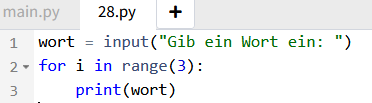 main.py 28.py +
1 wort = input("Gib ein Wort ein: ")
2 for i in range(3):
3     print(wort)